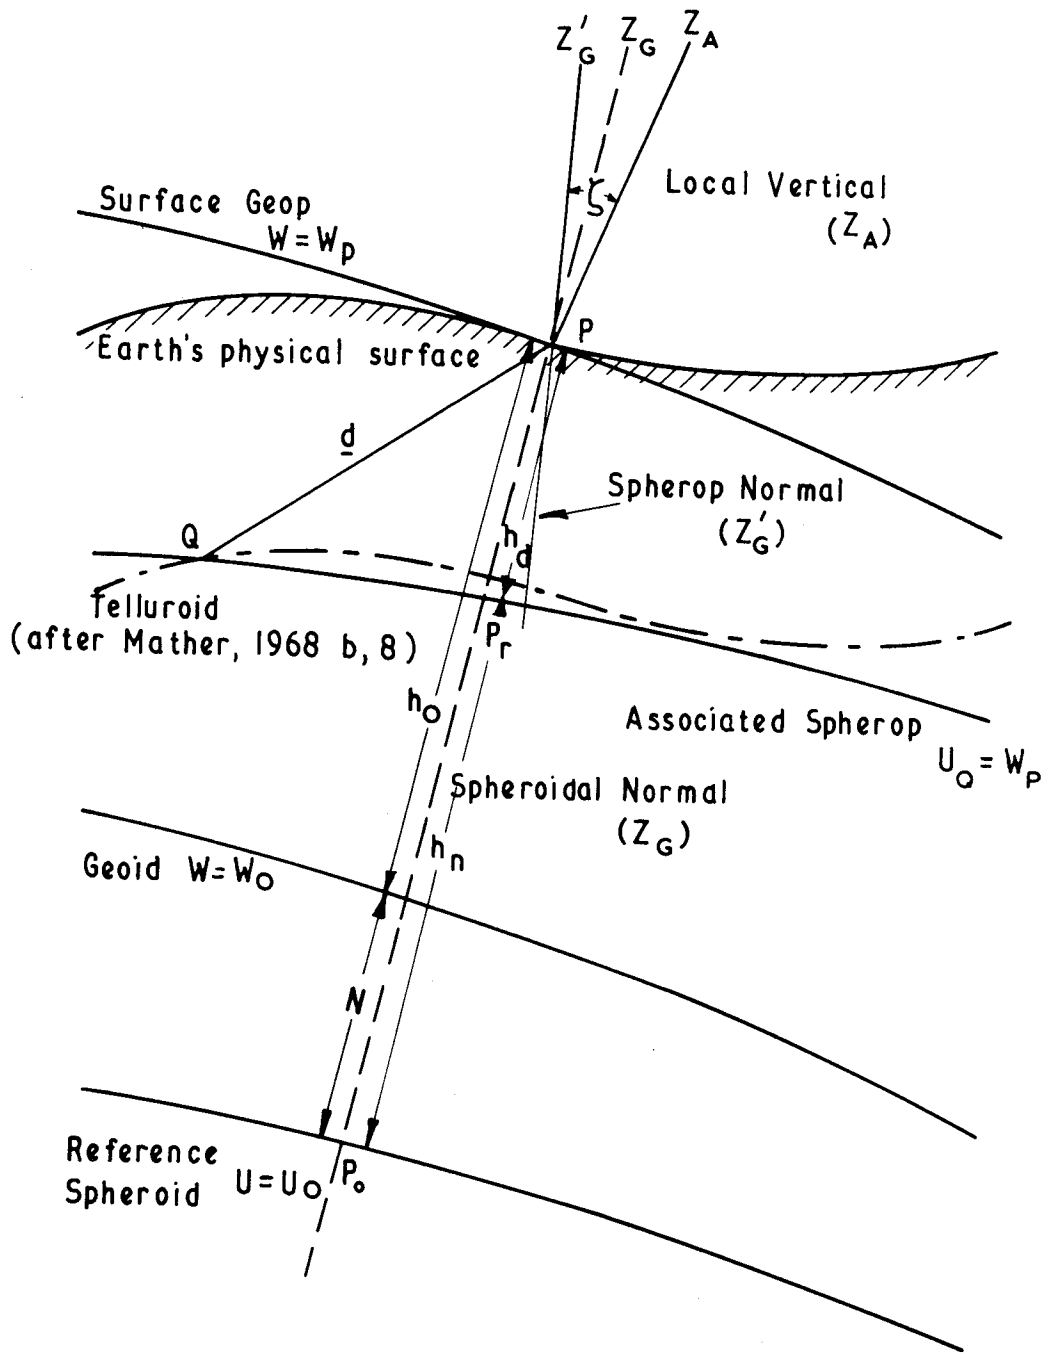 Z'G
ZG
ZA
ζ
Local Vertical
(ZA)
Surface Geop
W=Wp
P
Earth's physical surface
d
Spherop Normal
(Z'G)
Q
hd
Telluroid
(after Mather, 1968 b, 8)
Pr
ho
Associated Spherop
UQ = WP
Spheroidal Normal
(ZG)
hn
Geoid W=WO
N
Reference
Spheroid U=UO Po